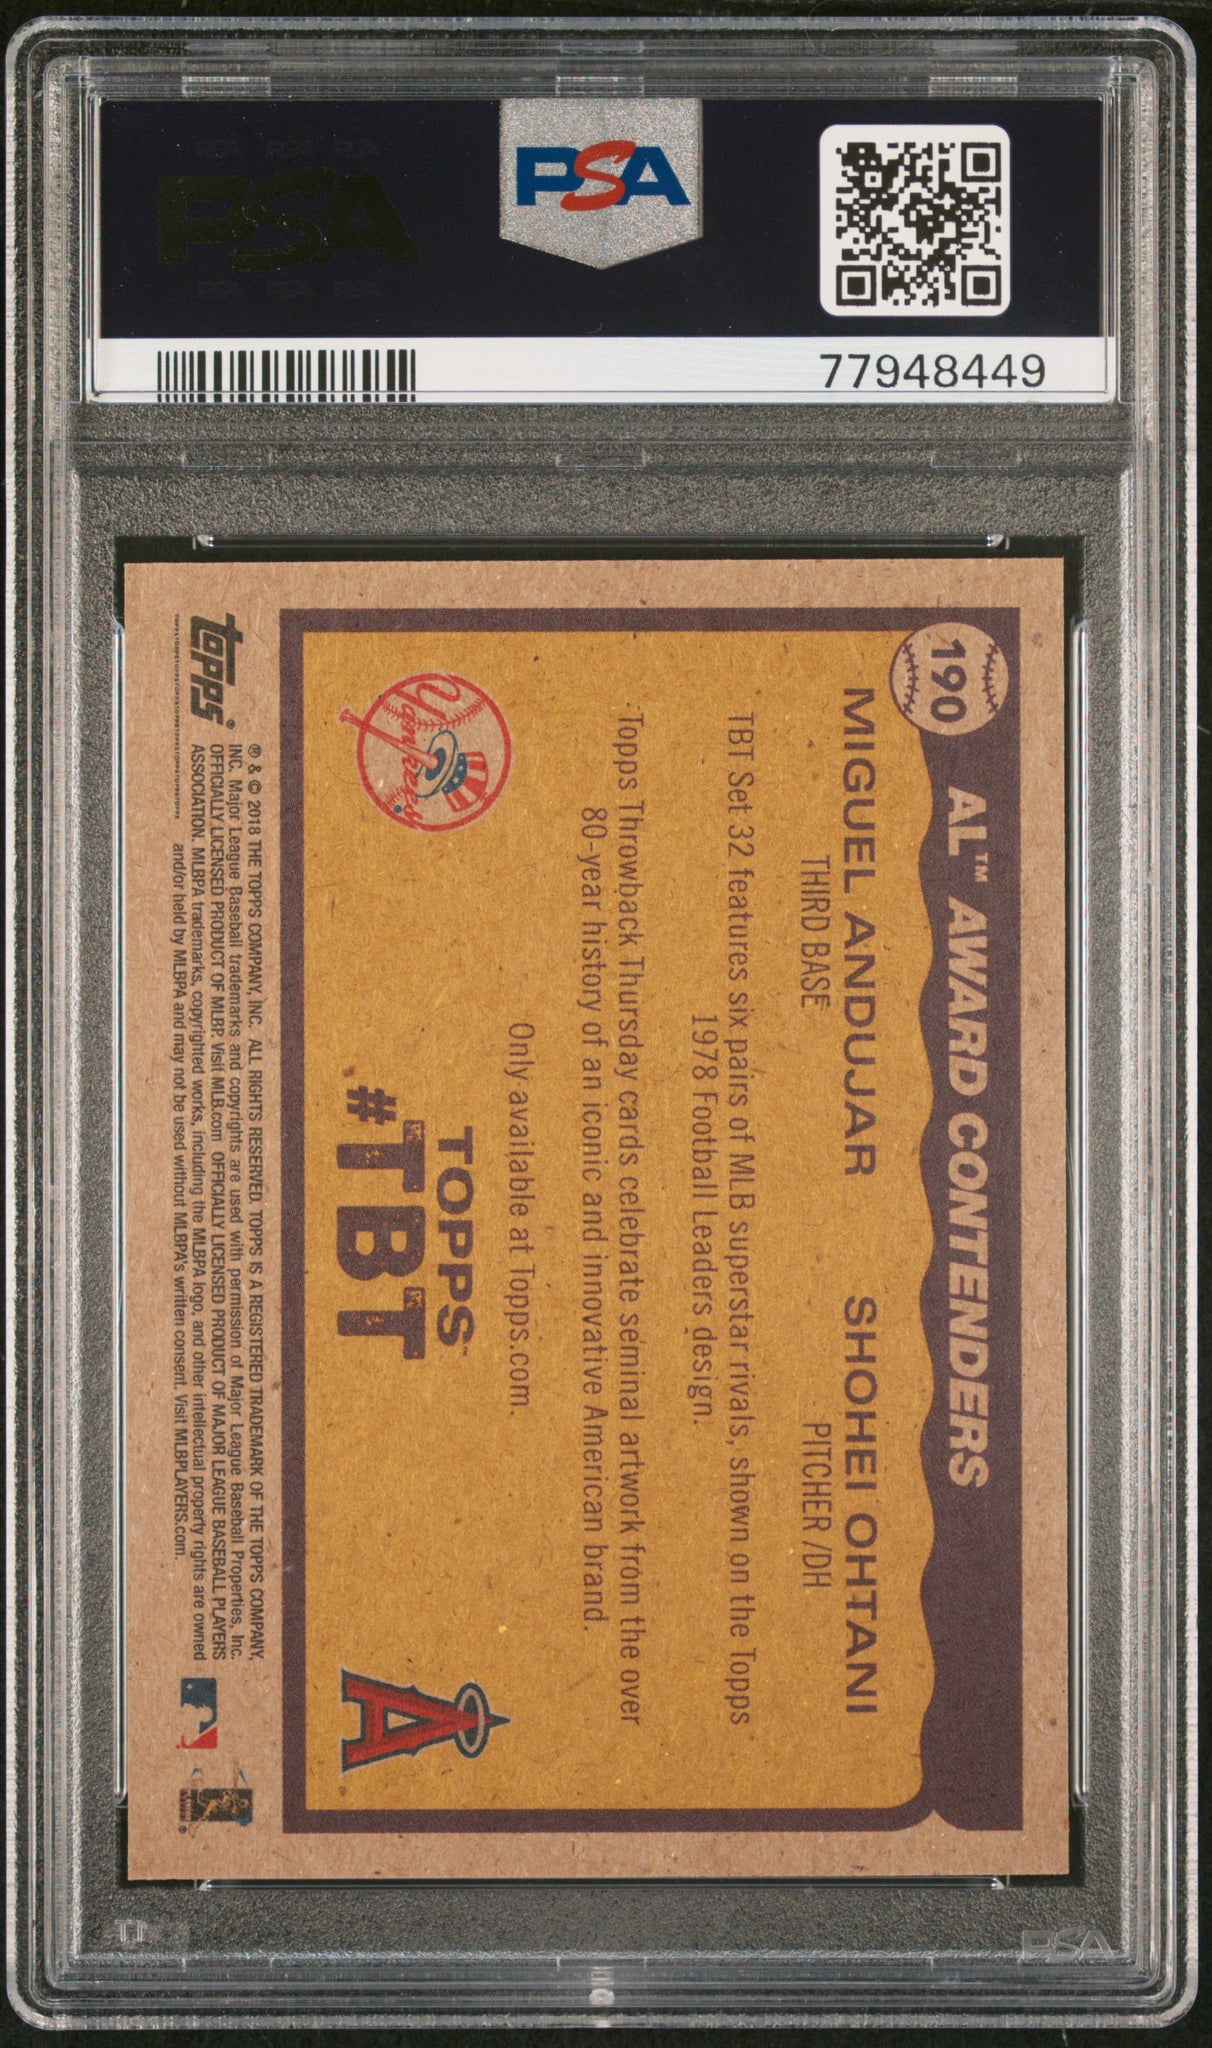 PSA
PSA
77948449
190
AL™ AWARD CONTENDERS
MIGUEL ANDUJAR
THIRD BASE
SHOHEI OHTANI
PITCHER/DH
TBT Set 32 features six pairs of MLB superstar rivals, shown on the Topps
1978 Football Leaders design.
Topps Throwback Thursday cards celebrate seminal artwork from the over
80-year history of an iconic and innovative American brand.
Only available at Topps.com.
Yankees
TOPPS™
#TBT
A
topps®
® & © 2018 THE TOPPS COMPANY, INC. ALL RIGHTS RESERVED. TOPPS IS A REGISTERED TRADEMARK OF THE TOPPS COMPANY,
INC. Major League Baseball trademarks and copyrights are used with permission of Major League Baseball Properties, Inc.
OFFICIALLY LICENSED PRODUCT OF MLBP. Visit MLB.com OFFICIALLY LICENSED PRODUCT OF MAJOR LEAGUE BASEBALL PLAYERS
ASSOCIATION. MLBPA trademarks, copyrighted works, including the MLBPA logo, and other intellectual property rights are owned
and/or held by MLBPA and may not be used without MLBPA's written consent. Visit MLBPLAYERS.com.
PSA